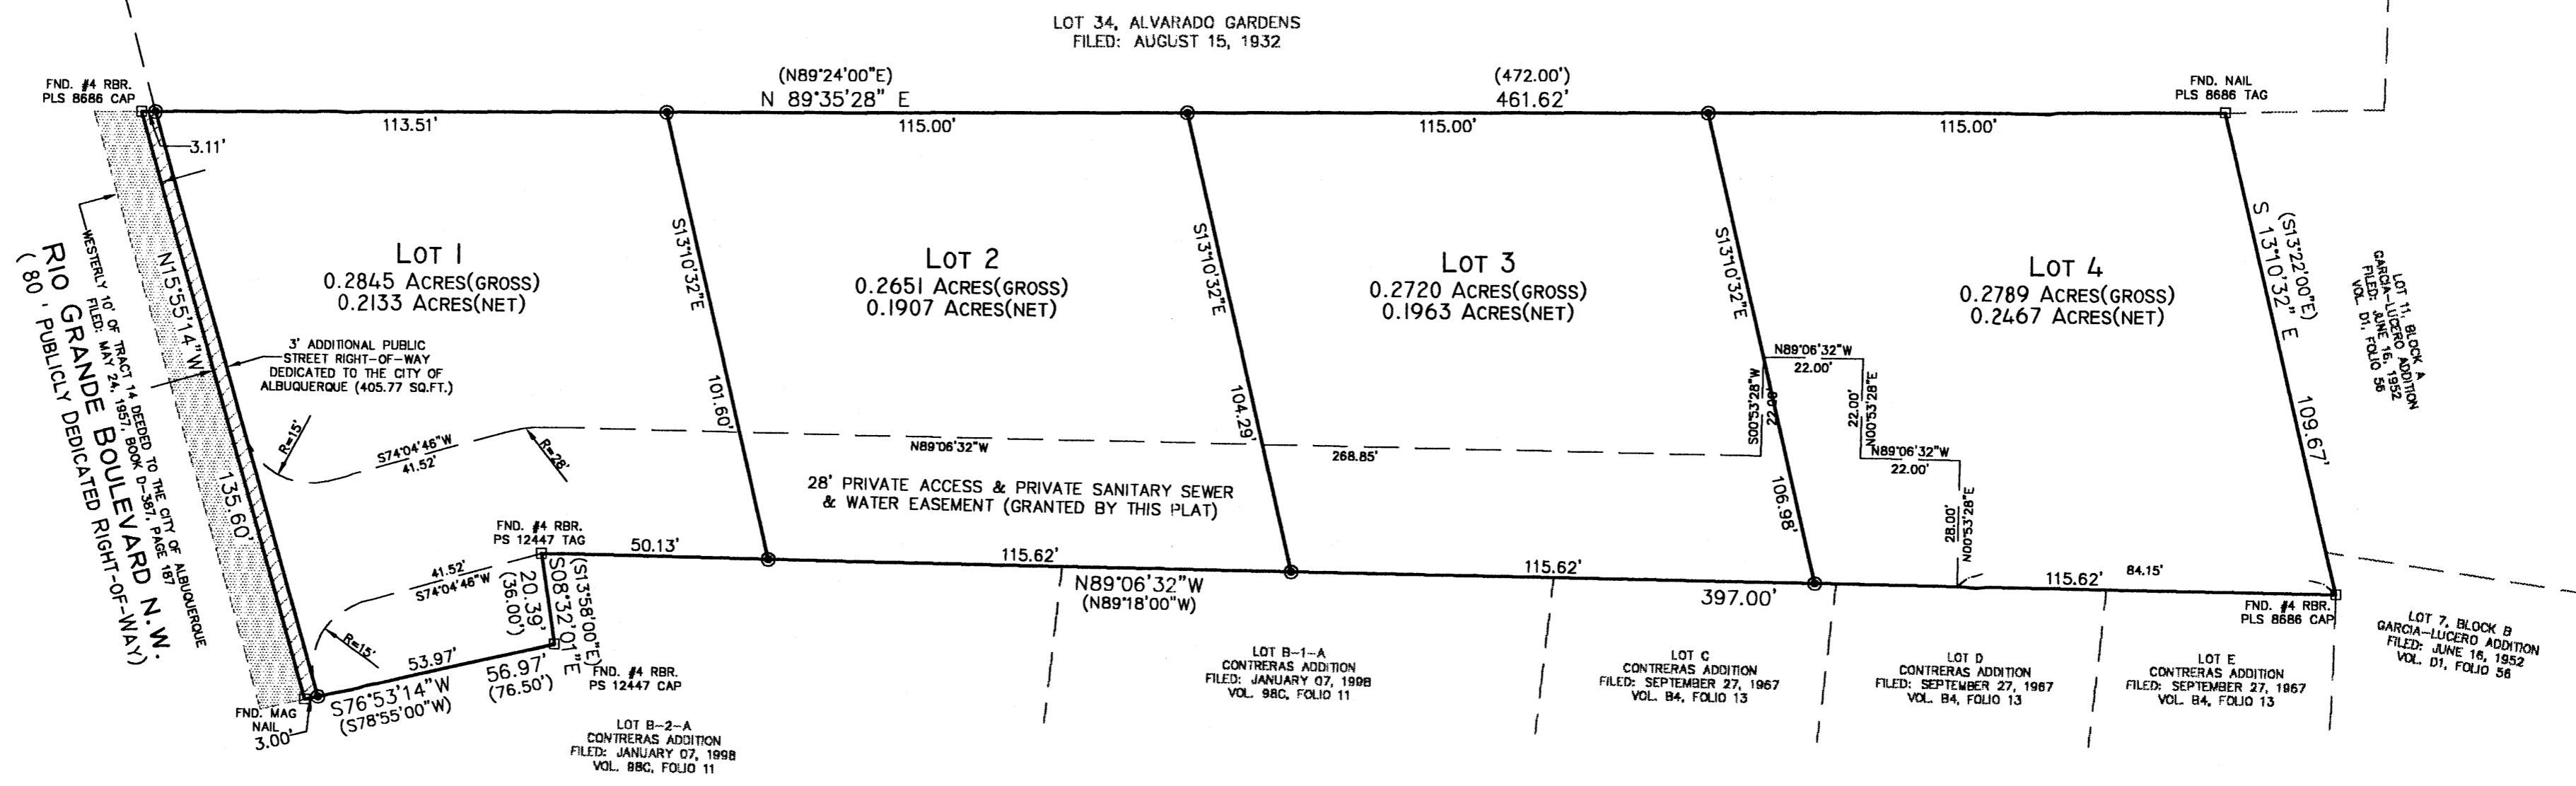 LOT 34, ALVARADO GARDENS
FILED: AUGUST 15, 1932
FND. #4 RBR.
PLS 8686 CAP
(N89°24'00"E)
N 89°35'28" E
(472.00')
461.62'
FND. NAIL
PLS 8686 TAG
113.51'
115.00'
115.00'
115.00'
3.11'
LOT 1
0.2845 ACRES(GROSS)
0.2133 ACRES(NET)
LOT 2
0.2651 ACRES(GROSS)
0.1907 ACRES(NET)
LOT 3
0.2720 ACRES(GROSS)
0.1963 ACRES(NET)
LOT 4
0.2789 ACRES(GROSS)
0.2467 ACRES(NET)
S13°10'32"E
101.60'
S13°10'32"E
104.29'
S13°10'32"E
106.98'
(S13°22'00"E)
S 13°10'32" E
109.67'
LOT 11, BLOCK A
GARCIA-LUCERO ADDITION
FILED: JUNE 16, 1952
VOL. D1, FOLIO 56
RIO GRANDE BOULEVARD N.W.
( 80 ' PUBLICLY DEDICATED RIGHT-OF-WAY)
WESTERLY 10' OF TRACT 14 DEEDED TO THE CITY OF ALBUQUERQUE
FILED: MAY 24, 1957, BOOK D-387, PAGE 187
N15°55'14"W
135.60'
3' ADDITIONAL PUBLIC
STREET RIGHT-OF-WAY
DEDICATED TO THE CITY OF
ALBUQUERQUE (405.77 SQ.FT.)
R=15'
S74°04'46"W
41.52'
R=28'
N89°06'32"W
268.85'
S00°53'28"W
22.00'
N89°06'32"W
22.00'
22.00'
N00°53'28"E
N89°06'32"W
22.00'
28.00'
N00°53'28"E
28' PRIVATE ACCESS & PRIVATE SANITARY SEWER
& WATER EASEMENT (GRANTED BY THIS PLAT)
FND. #4 RBR.
PS 12447 TAG
50.13'
115.62'
N89°06'32"W
(N89°18'00"W)
115.62'
397.00'
115.62'
84.15'
41.52'
S74°04'46"W
R=15'
(S13°58'00"E)
S08°32'01"E
20.39'
(36.00')
53.97'
56.97'
(76.50')
S76°53'14"W
(S78°55'00"W)
FND. #4 RBR.
PS 12447 CAP
FND. MAG
NAIL
3.00'
FND. #4 RBR.
PLS 8686 CAP
LOT B-2-A
CONTRERAS ADDITION
FILED: JANUARY 07, 1998
VOL. 98C, FOLIO 11
LOT B-1-A
CONTRERAS ADDITION
FILED: JANUARY 07, 1998
VOL. 98C, FOLIO 11
LOT C
CONTRERAS ADDITION
FILED: SEPTEMBER 27, 1967
VOL. B4, FOLIO 13
LOT D
CONTRERAS ADDITION
FILED: SEPTEMBER 27, 1967
VOL. B4, FOLIO 13
LOT E
CONTRERAS ADDITION
FILED: SEPTEMBER 27, 1967
VOL. B4, FOLIO 13
LOT 7, BLOCK B
GARCIA-LUCERO ADDITION
FILED: JUNE 16, 1952
VOL. D1, FOLIO 56